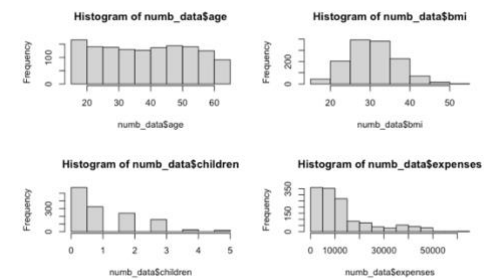 Histogram of numb_data$age
Frequency
0 100
20 30 40 50 60
numb_data$age
Histogram of numb_data$bmi
Frequency
0 200
20 30 40 50
numb_data$bmi
Histogram of numb_data$children
Frequency
0 300
0 1 2 3 4 5
numb_data$children
Histogram of numb_data$expenses
Frequency
0 150 350
0 10000 30000 50000
numb_data$expenses